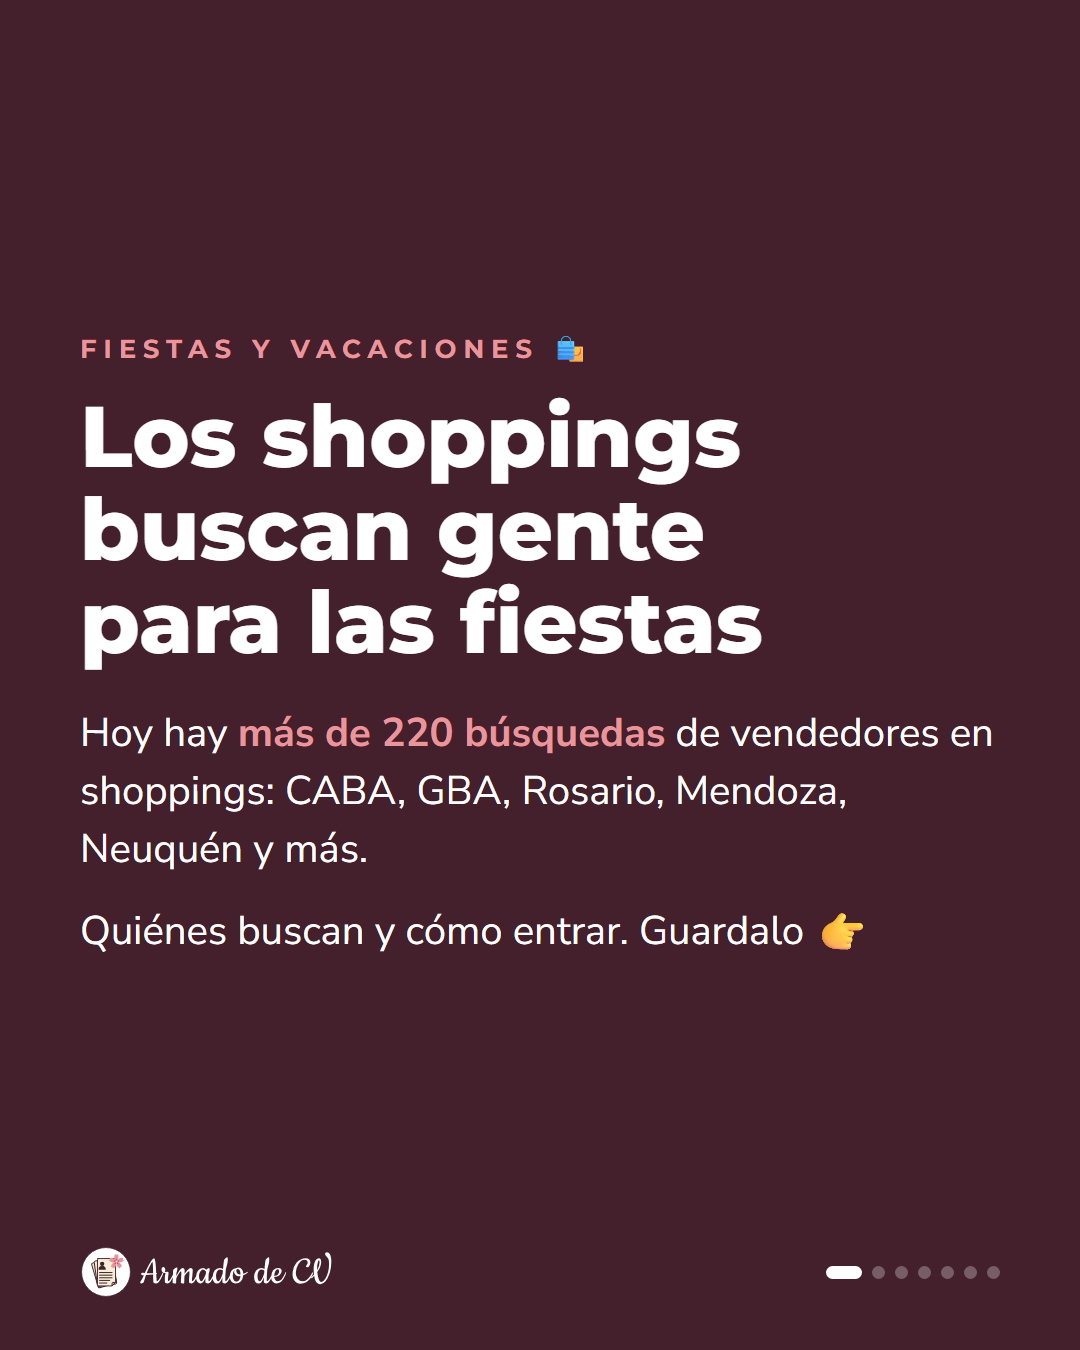 FIESTAS Y VACACIONES 🛍️
Los shoppings
buscan gente
para las fiestas
Hoy hay más de 220 búsquedas de vendedores en
shoppings: CABA, GBA, Rosario, Mendoza,
Neuquén y más.
Quiénes buscan y cómo entrar. Guardalo 👉
Armado de CV